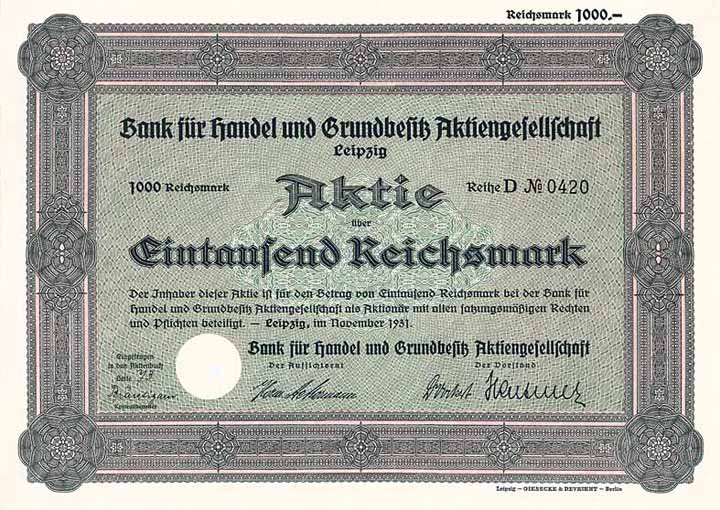 Reichsmark 1000.—
Bank für Handel und Grundbesitz Aktiengesellschaft
Leipzig
1000 Reichsmark Aktie Reihe D № 0420
über
Eintausend Reichsmark
Der Inhaber dieser Aktie ist für den Betrag von Eintausend Reichsmark bei der Bank für
Handel und Grundbesitz Aktiengesellschaft als Aktionär mit allen satzungsmäßigen Rechten
und Pflichten beteiligt. — Leipzig, im November 1931.
Bank für Handel und Grundbesitz Aktiengesellschaft
Der Aufsichtsrat Der Vorstand
Eingetragen
in das Aktienbuch
Seite
Kontrollbeamter
Leipzig — GIESECKE & DEVRIENT — Berlin